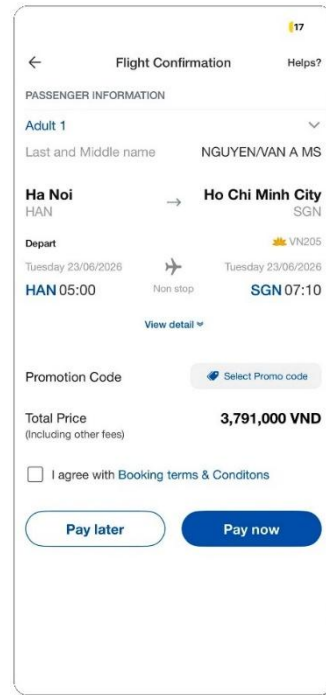 17
Flight Confirmation Helps?
PASSENGER INFORMATION
Adult 1
Last and Middle name NGUYEN/VAN A MS
Ha Noi → Ho Chi Minh City
HAN SGN
Depart VN205
Tuesday 23/06/2026 Tuesday 23/06/2026
HAN 05:00 Non stop SGN 07:10
View detail
Promotion Code Select Promo code
Total Price 3,791,000 VND
(Including other fees)
I agree with Booking terms & Conditons
Pay later Pay now